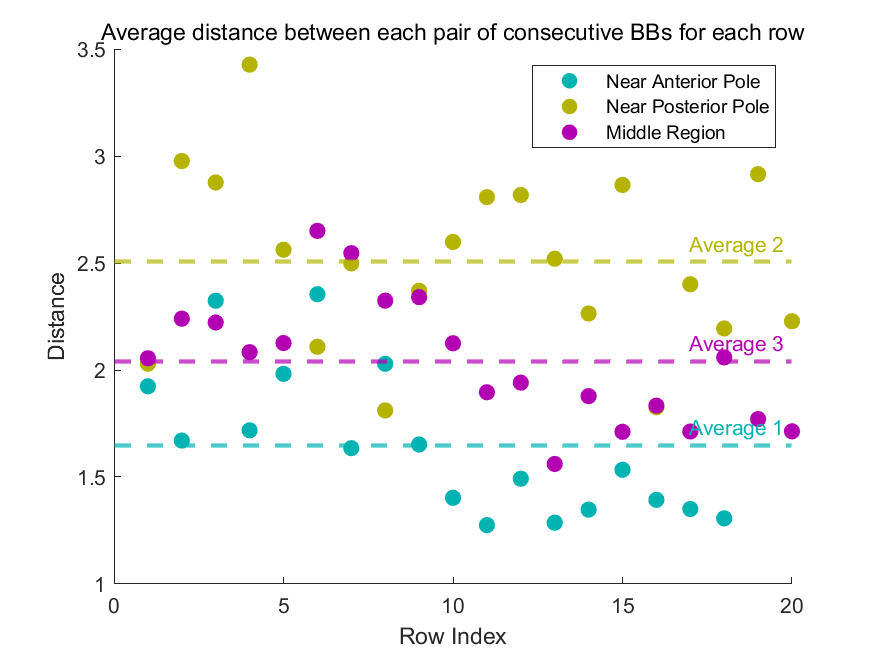 Average distance between each pair of consecutive BBs for each row
3.5
3
2.5
2
1.5
1
Distance
Near Anterior Pole
Near Posterior Pole
Middle Region
Average 2
Average 3
Average 1
0
5
10
15
20
Row Index